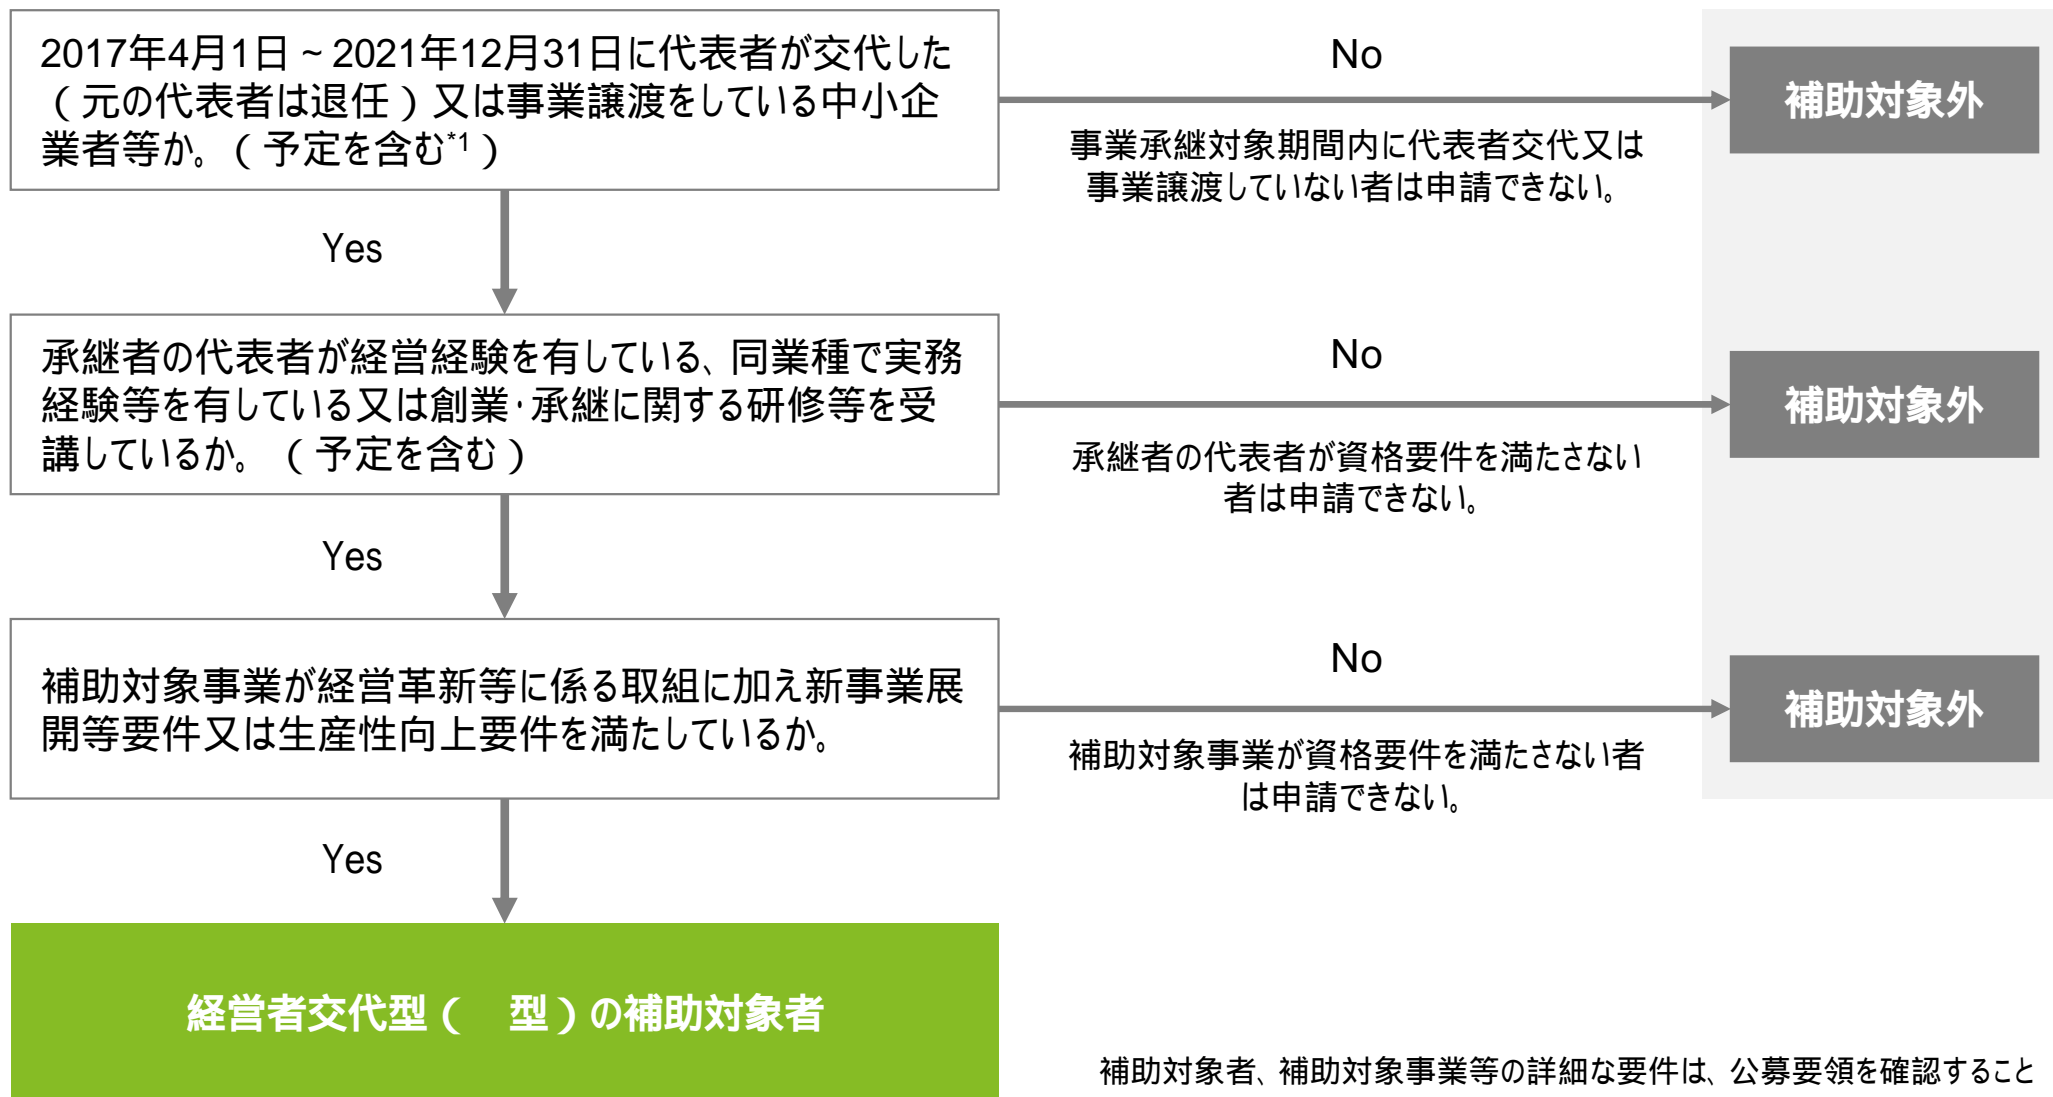 2017年4月1日 ~ 2021年12月31日に代表者が交代した
(元の代表者は退任)又は事業譲渡をしている中小企
業者等か。(予定を含む*1)
No
補助対象外
事業承継対象期間内に代表者交代又は
事業譲渡していない者は申請できない。
Yes
承継者の代表者が経営経験を有している、同業種で実務
経験等を有している又は創業・承継に関する研修等を受
講しているか。(予定を含む)
No
補助対象外
承継者の代表者が資格要件を満たさない
者は申請できない。
Yes
補助対象事業が経営革新等に係る取組に加え新事業展
開等要件又は生産性向上要件を満たしているか。
No
補助対象外
補助対象事業が資格要件を満たさない者
は申請できない。
Yes
経営者交代型( 型)の補助対象者
補助対象者、補助対象事業等の詳細な要件は、公募要領を確認すること